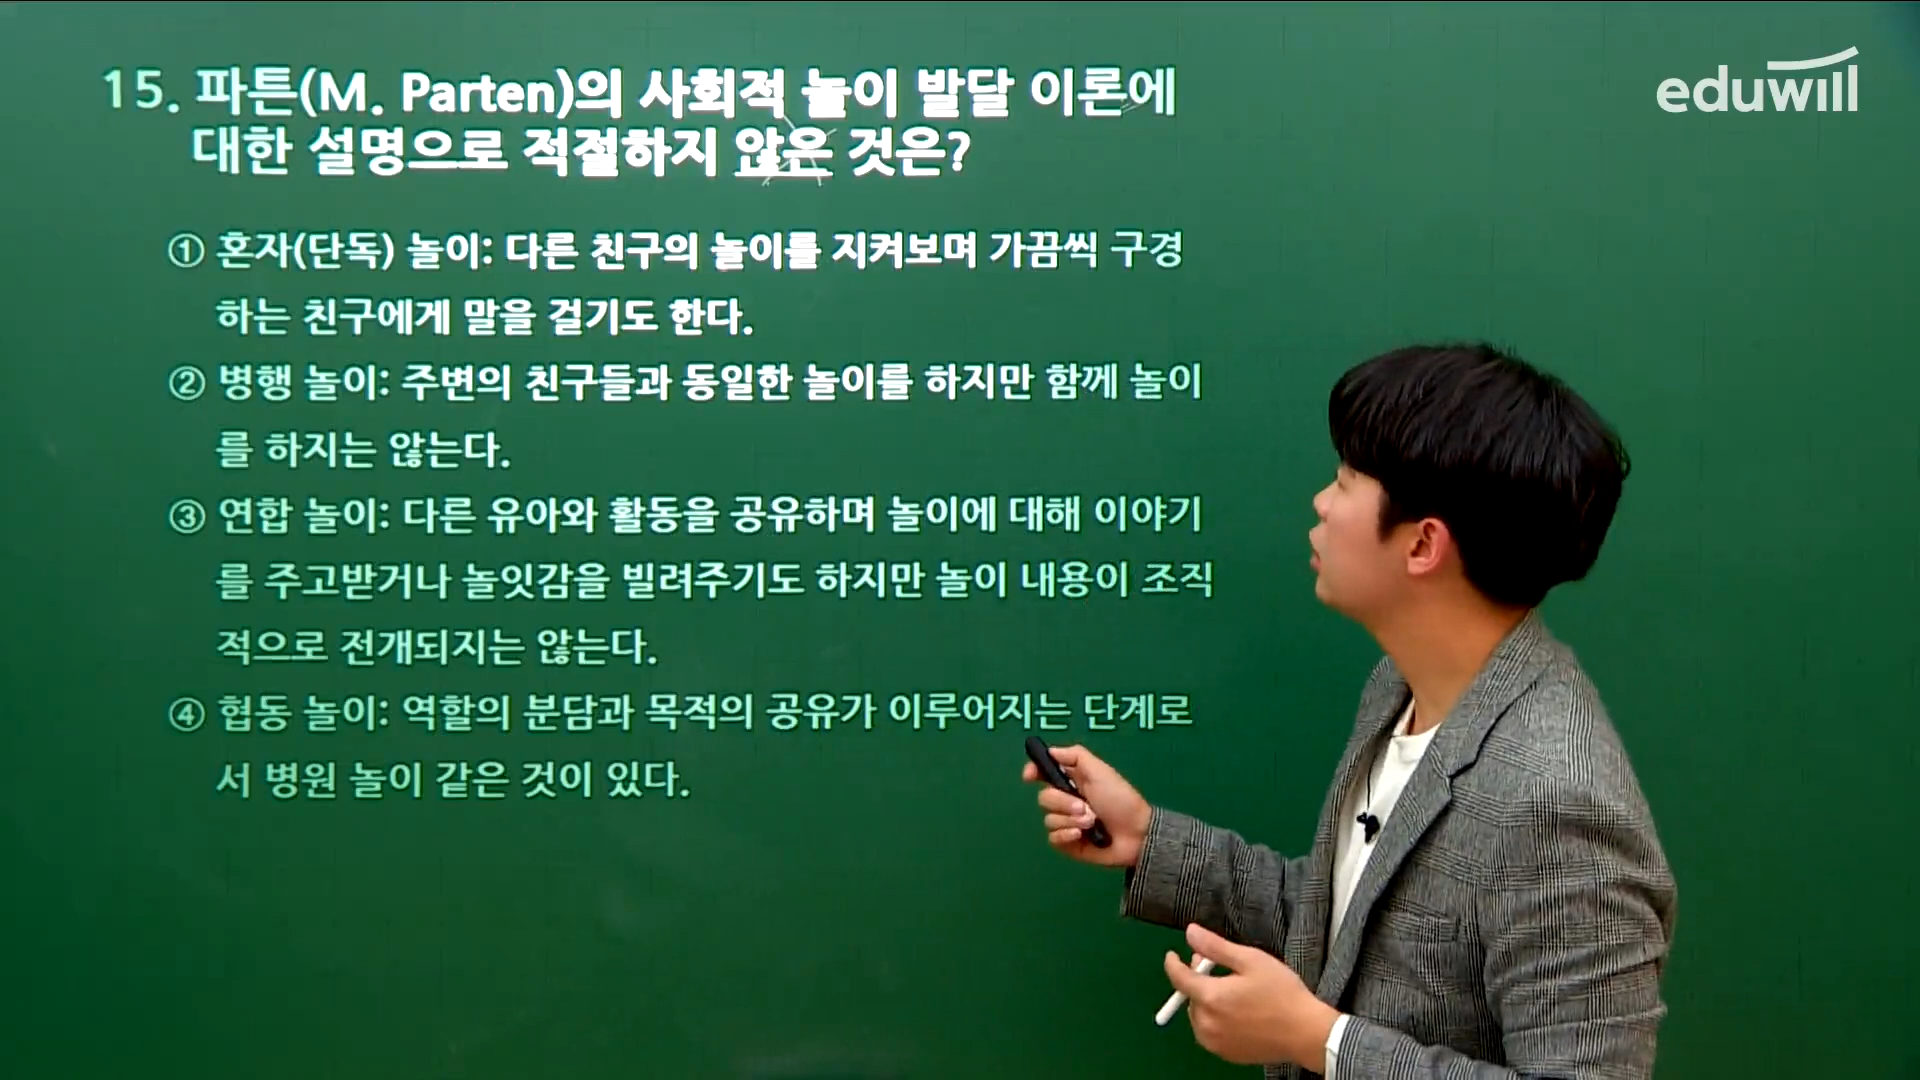 eduwill
15. 파튼(M. Parten)의 사회적 놀이 발달 이론에
대한 설명으로 적절하지 않은 것은?
① 혼자(단독) 놀이: 다른 친구의 놀이를 지켜보며 가끔씩 구경
하는 친구에게 말을 걸기도 한다.
② 병행 놀이: 주변의 친구들과 동일한 놀이를 하지만 함께 놀이
를 하지는 않는다.
③ 연합 놀이: 다른 유아와 활동을 공유하며 놀이에 대해 이야기
를 주고받거나 놀잇감을 빌려주기도 하지만 놀이 내용이 조직
적으로 전개되지는 않는다.
④ 협동 놀이: 역할의 분담과 목적의 공유가 이루어지는 단계로
서 병원 놀이 같은 것이 있다.